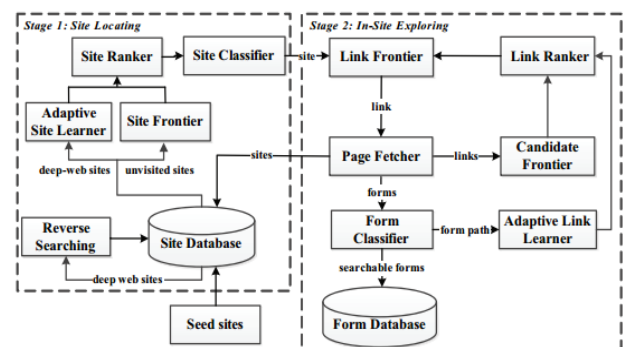 Stage 1: Site Locating
Stage 2: In-Site Exploring
Site Ranker
Site Classifier
site
Link Frontier
Link Ranker
link
Adaptive
Site Learner
Site Frontier
deep-web sites
unvisited sites
sites
Page Fetcher
links
Candidate
Frontier
forms
Reverse
Searching
Site Database
Form
Classifier
form path
Adaptive Link
Learner
deep web sites
searchable forms
Seed sites
Form Database